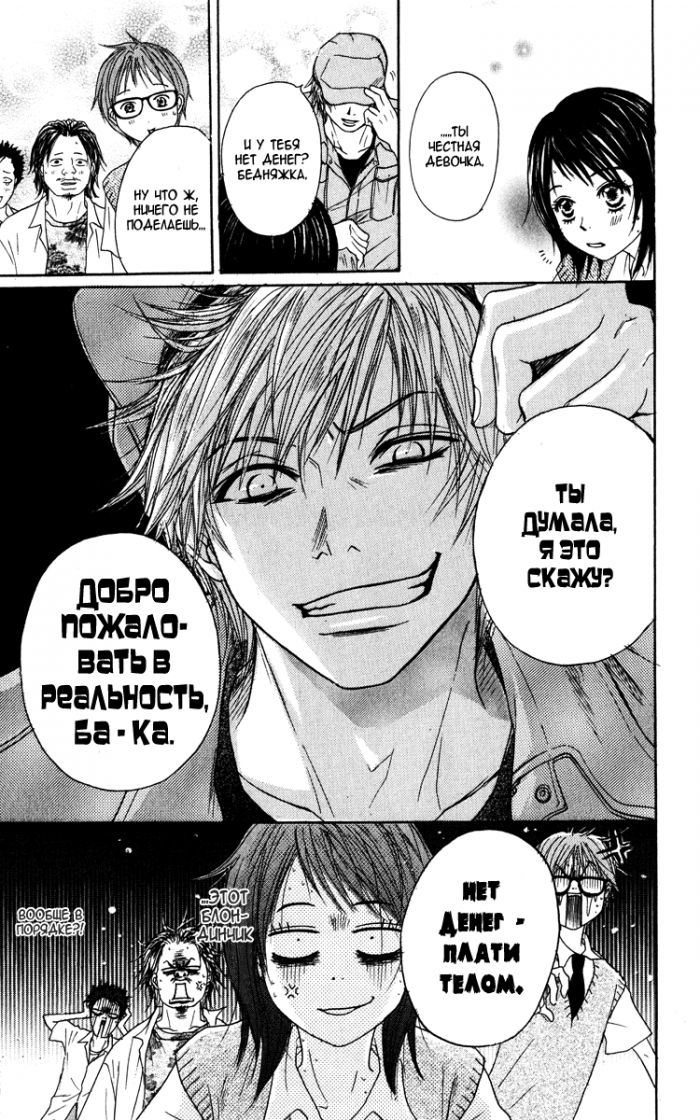 .....ТЫ
ЧЕСТНАЯ
ДЕВОЧКА.
И У ТЕБЯ
НЕТ ДЕНЕГ?
БЕДНЯЖКА.
НУ ЧТО Ж,
НИЧЕГО НЕ
ПОДЕЛАЕШЬ...
ТЫ
ДУМАЛА,
Я ЭТО
СКАЖУ?
ДОБРО
ПОЖАЛО-
ВАТЬ В
РЕАЛЬНОСТЬ,
БА - КА.
НЕТ
ДЕНЕГ -
ПЛАТИ
ТЕЛОМ.
...ЭТОТ
БЛОН-
ДИНЧИК
ВООБЩЕ В
ПОРЯДКЕ?!